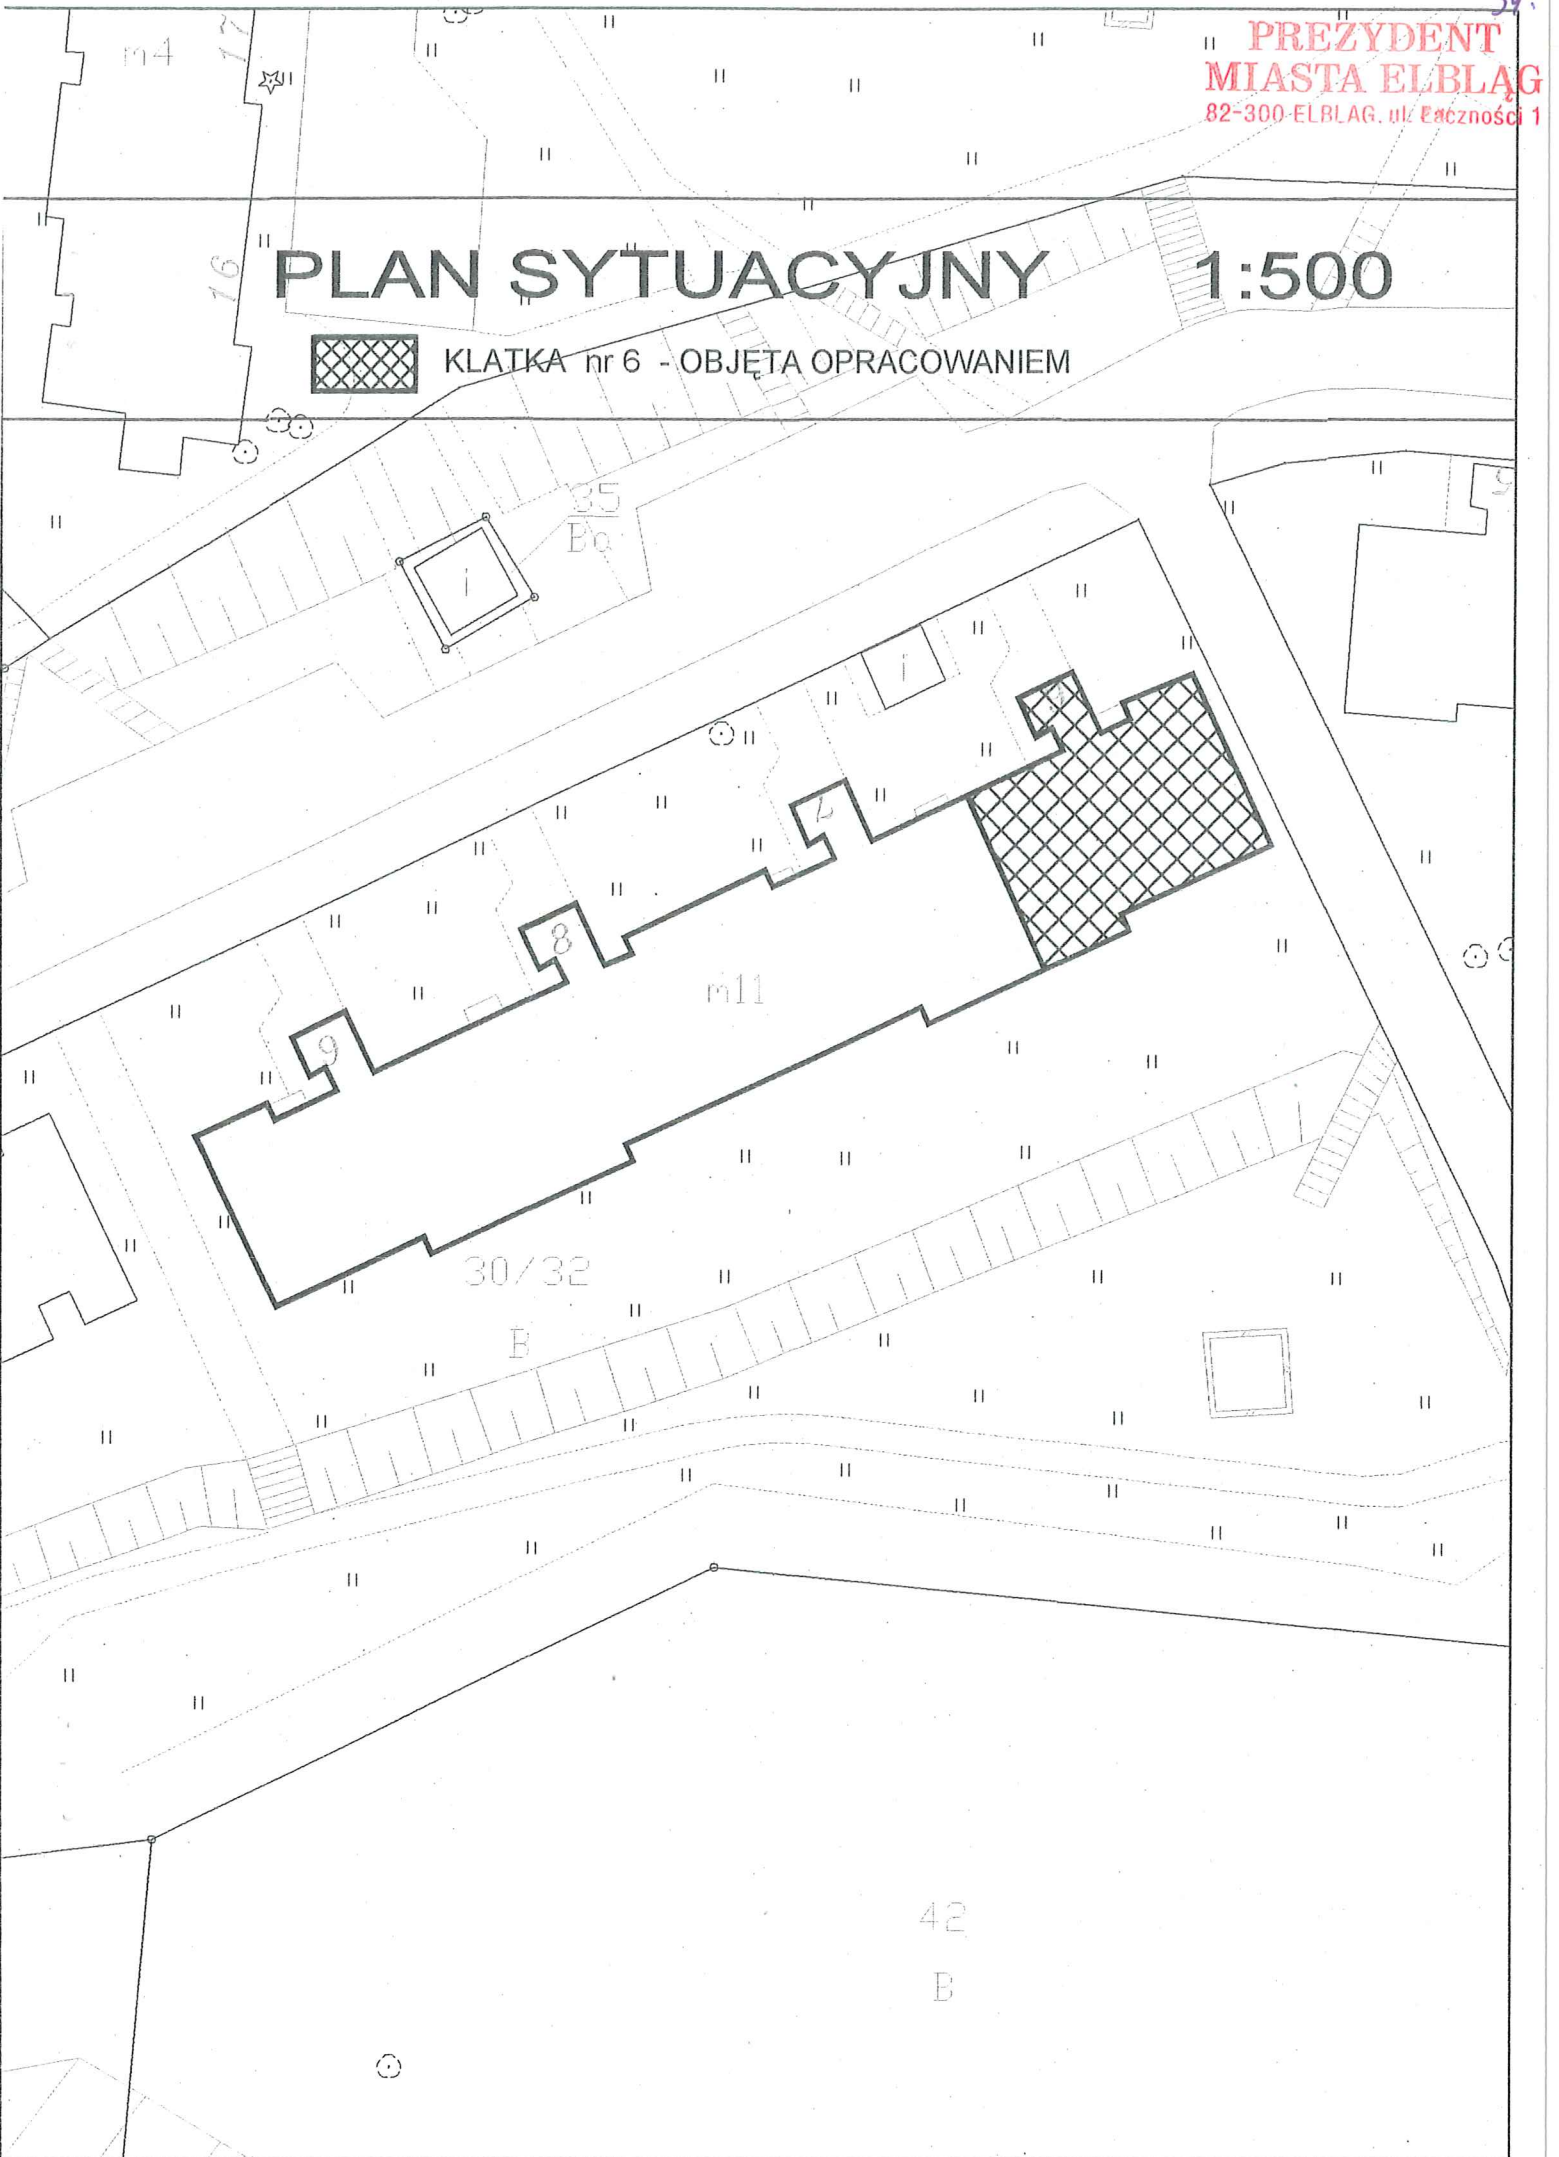 PREZYDENT
MIASTA ELBLĄG
82-300 ELBLĄG, ul. Łączności 1
m4
17
16
PLAN SYTUACYJNY 1:500
KLATKA nr 6 - OBJĘTA OPRACOWANIEM
35
Bo
i
i
7
8
9
m11
30/32
B
42
B